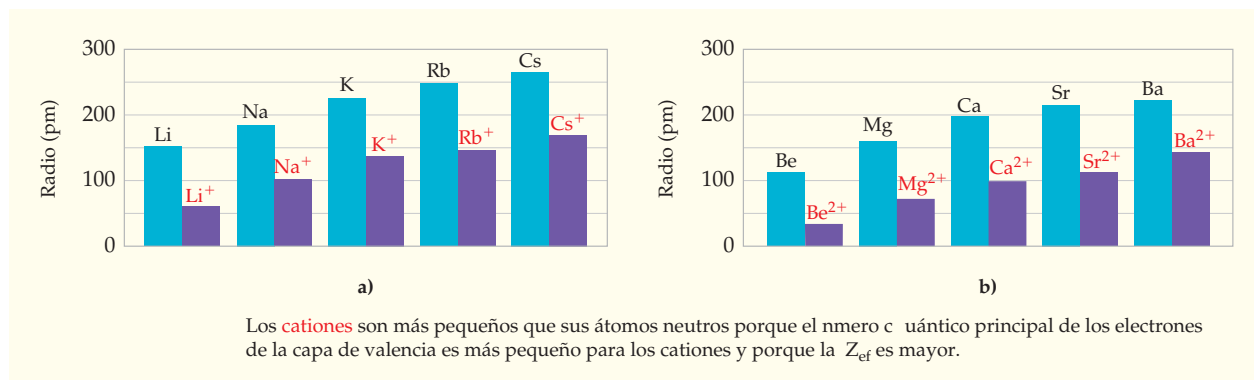 300
200
100
0
Radio (pm)
Li
Li⁺
Na
Na⁺
K
K⁺
Rb
Rb⁺
Cs
Cs⁺
a)
300
200
100
0
Radio (pm)
Be
Be²⁺
Mg
Mg²⁺
Ca
Ca²⁺
Sr
Sr²⁺
Ba
Ba²⁺
b)
Los cationes son más pequeños que sus átomos neutros porque el nmero c uántico principal de los electrones
de la capa de valencia es más pequeño para los cationes y porque la Zef es mayor.